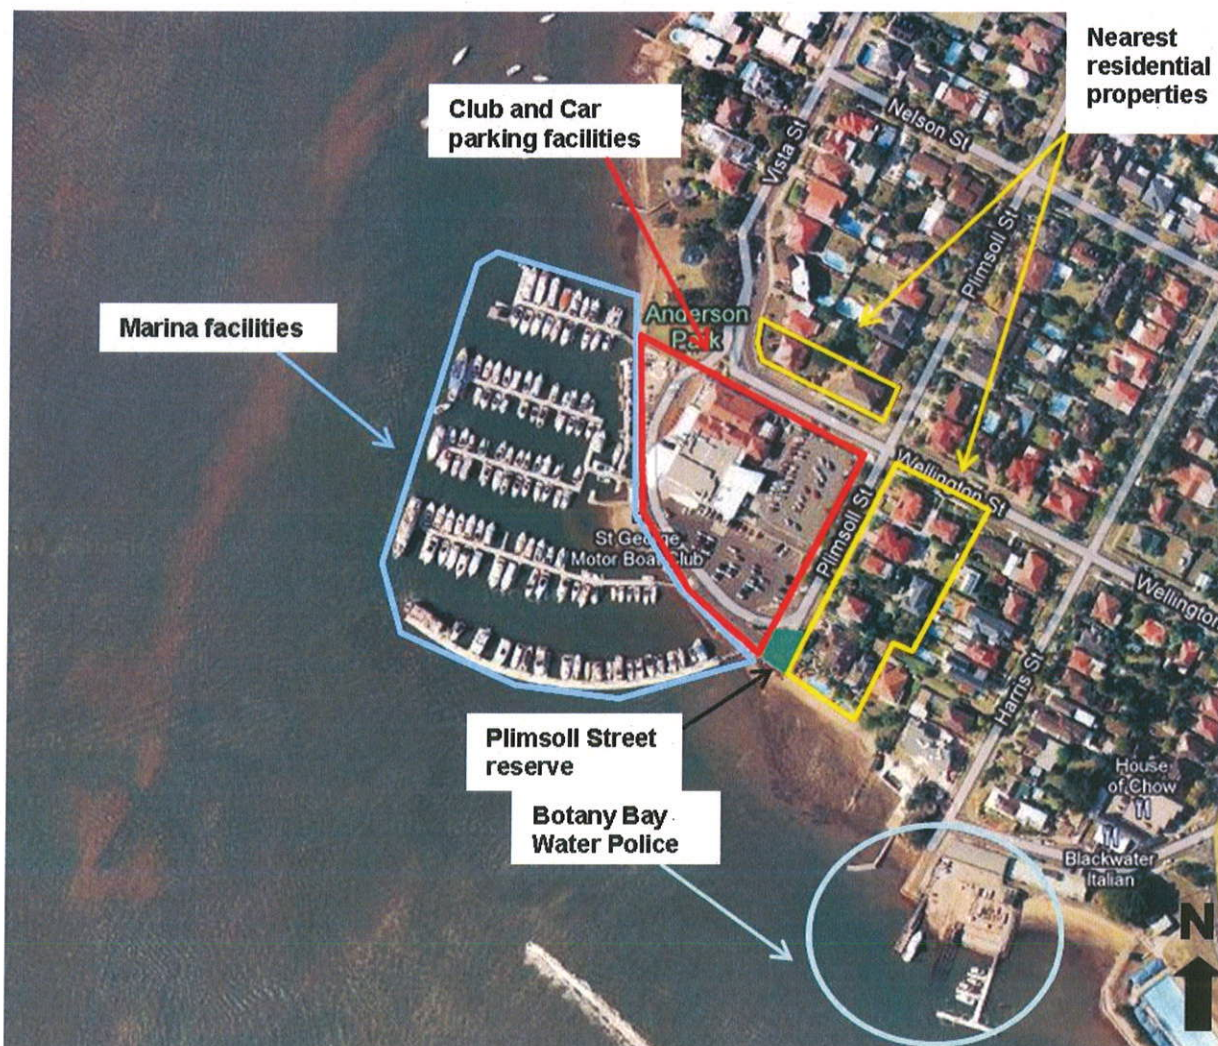 Nearest
residential
properties
Club and Car
parking facilities
Nelson St
Vista St
Plimsoll St
Marina facilities
Anderson
Park
Wellington St
Plimsoll St
St George
Motor Boat Club
Wellington
Harris St
Plimsoll Street
reserve
House
of Chow
Botany Bay
Water Police
Blackwater
Italian
N